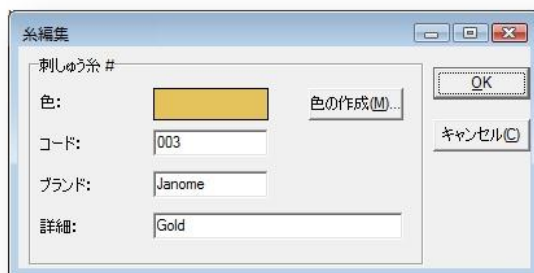 糸編集
刺しゅう糸 #
色:
色の作成(M)...
コード:
003
ブランド:
Janome
詳細:
Gold
OK
キャンセル(C)